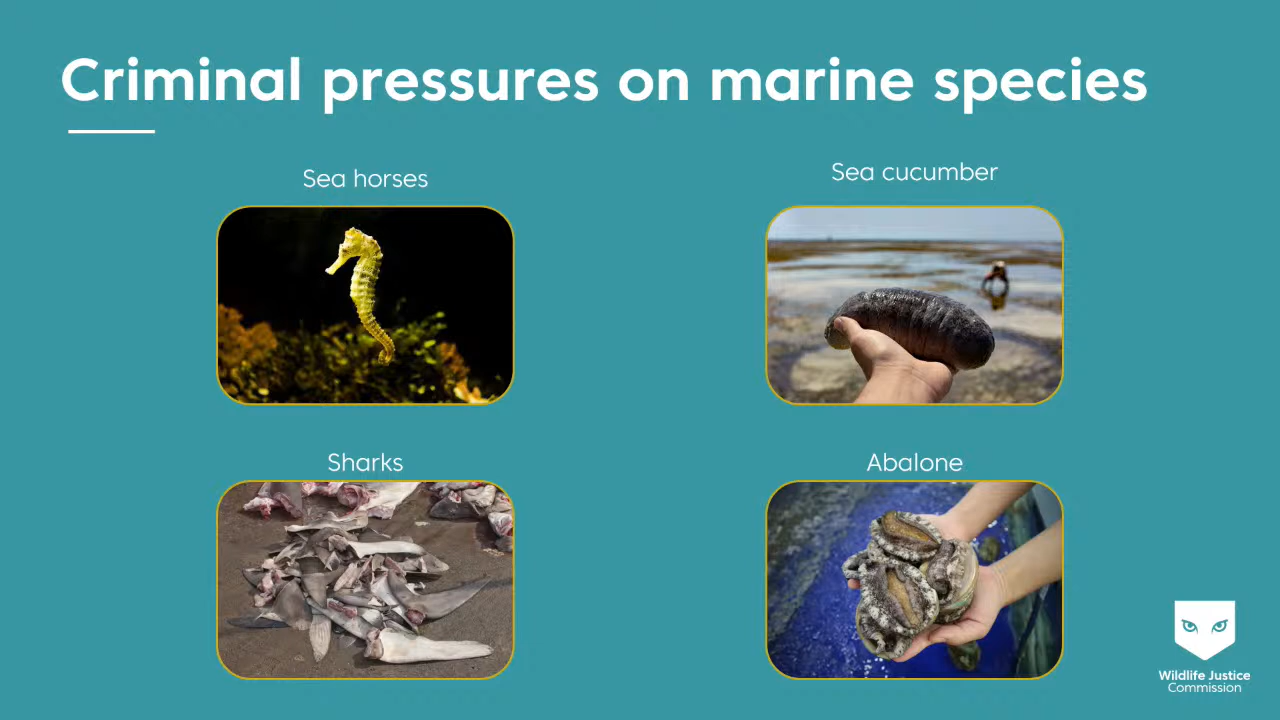 Criminal pressures on marine species
Sea horses
Sea cucumber
Sharks
Abalone
Wildlife Justice
Commission